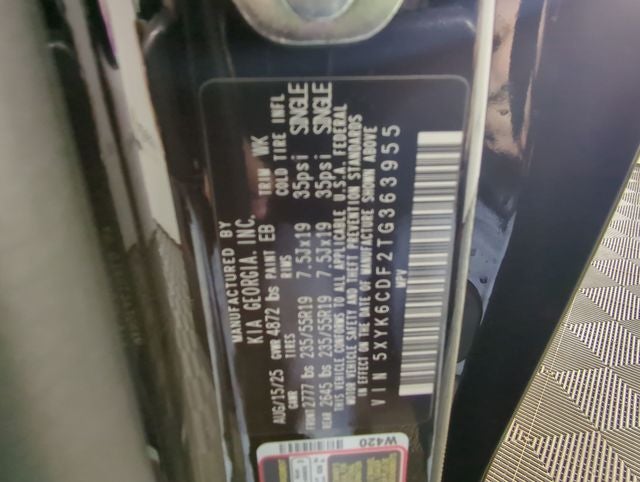 MANUFACTURED BY
KIA GEORGIA, INC.
AUG/15/25 GVWR 4872 lbs PAINT EB TRIM WK
GAWR TIRES RIMS COLD TIRE INFL
FRONT 2777 lbs 235/55R19 7.5Jx19 35psi SINGLE
REAR 2645 lbs 235/55R19 7.5Jx19 35psi SINGLE
THIS VEHICLE CONFORMS TO ALL APPLICABLE U.S.A. FEDERAL
MOTOR VEHICLE SAFETY AND THEFT PREVENTION STANDARDS
IN EFFECT ON THE DATE OF MANUFACTURE SHOWN ABOVE
VIN 5XYK6CDF2TG363955
MPV
W420